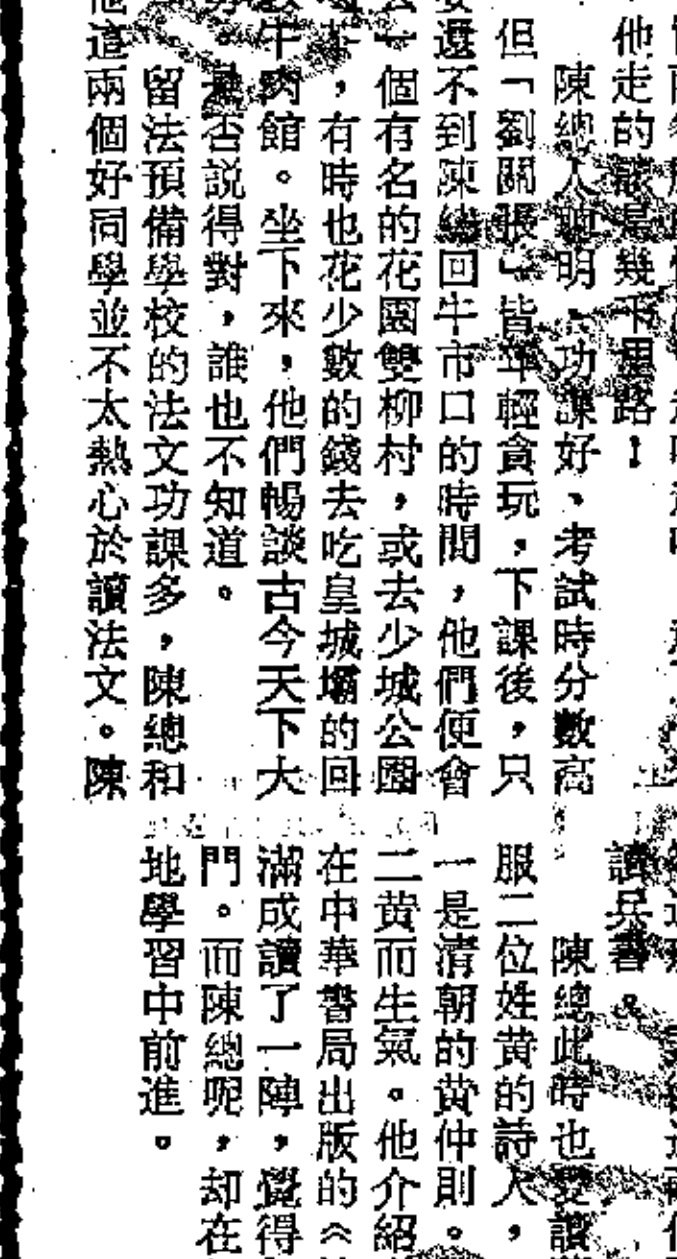 他走的
陳總人聰明、功課好、考試時分數高
但「劉關張」皆年輕貪玩，下課後，只
還不到陳總回牛市口的時間，他們便會
一個有名的花園雙柳村，或去少城公園
，有時也花少數的錢去吃皇城壩的回
牛肉館。坐下來，他們暢談古今天下大
是否說得對，誰也不知道。
留法預備學校的法文功課多，陳總和
他這兩個好同學並不太熱心於讀法文。陳
讀兵書。
陳總此時也愛讀
服二位姓黄的詩人，
一是清朝的黄仲則。
二黄而生氣。他介紹
在中華書局出版的《
滿成讀了一陣，覺得
門。而陳總呢，却在
地學習中前進。